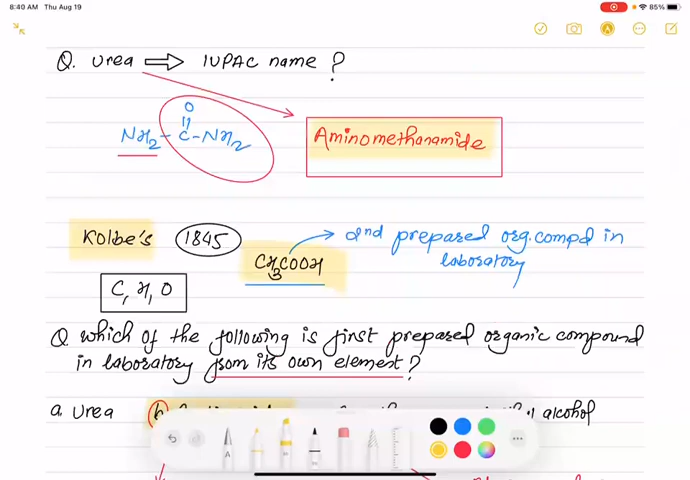 8:40 AM Thu Aug 19
85%
Q. Urea ⇒ IUPAC name ?
O
||
NH2 – C – NH2
Aminomethanamide
Kolbe's 1845 → 2nd prepared org. compd in
CH3COOH laboratory
C, H, O
Q. which of the following is first prepared organic compound
in laboratory from its own element ?
a. Urea b alcohol
A